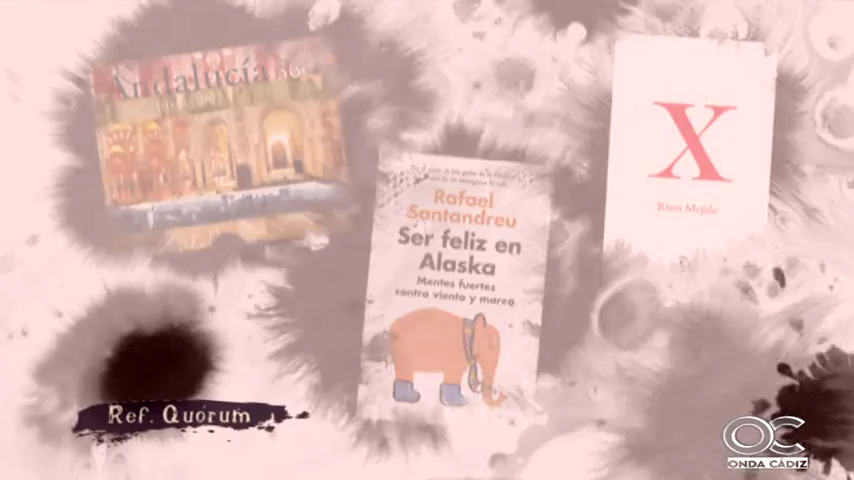 Andalucía 360
Rafael
Santandreu
Ser feliz en
Alaska
Mentes fuertes
contra viento y marea
X
Risto Mejide
Ref. Quórum
OC
ONDA CÁDIZ